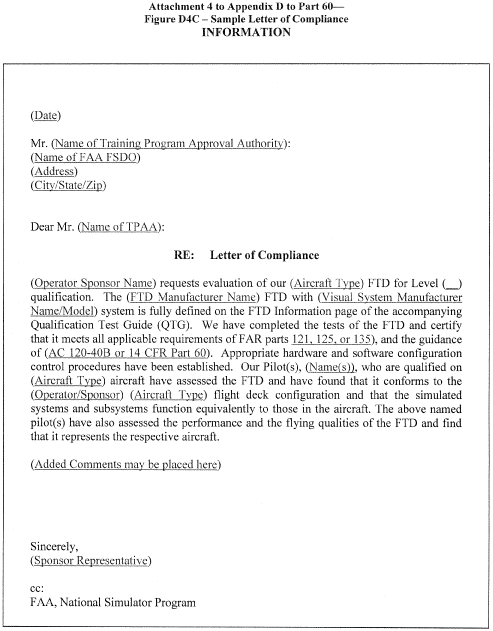 Attachment 4 to Appendix D to Part 60—
Figure D4C – Sample Letter of Compliance
INFORMATION
(Date)
Mr. (Name of Training Program Approval Authority):
(Name of FAA FSDO)
(Address)
(City/State/Zip)
Dear Mr. (Name of TPAA):
RE: Letter of Compliance
(Operator Sponsor Name) requests evaluation of our (Aircraft Type) FTD for Level (__)
qualification. The (FTD Manufacturer Name) FTD with (Visual System Manufacturer
Name/Model) system is fully defined on the FTD Information page of the accompanying
Qualification Test Guide (QTG). We have completed the tests of the FTD and certify
that it meets all applicable requirements of FAR parts 121, 125, or 135), and the guidance
of (AC 120-40B or 14 CFR Part 60). Appropriate hardware and software configuration
control procedures have been established. Our Pilot(s), (Name(s)), who are qualified on
(Aircraft Type) aircraft have assessed the FTD and have found that it conforms to the
(Operator/Sponsor) (Aircraft Type) flight deck configuration and that the simulated
systems and subsystems function equivalently to those in the aircraft. The above named
pilot(s) have also assessed the performance and the flying qualities of the FTD and find
that it represents the respective aircraft.
(Added Comments may be placed here)
Sincerely,
(Sponsor Representative)
cc:
FAA, National Simulator Program